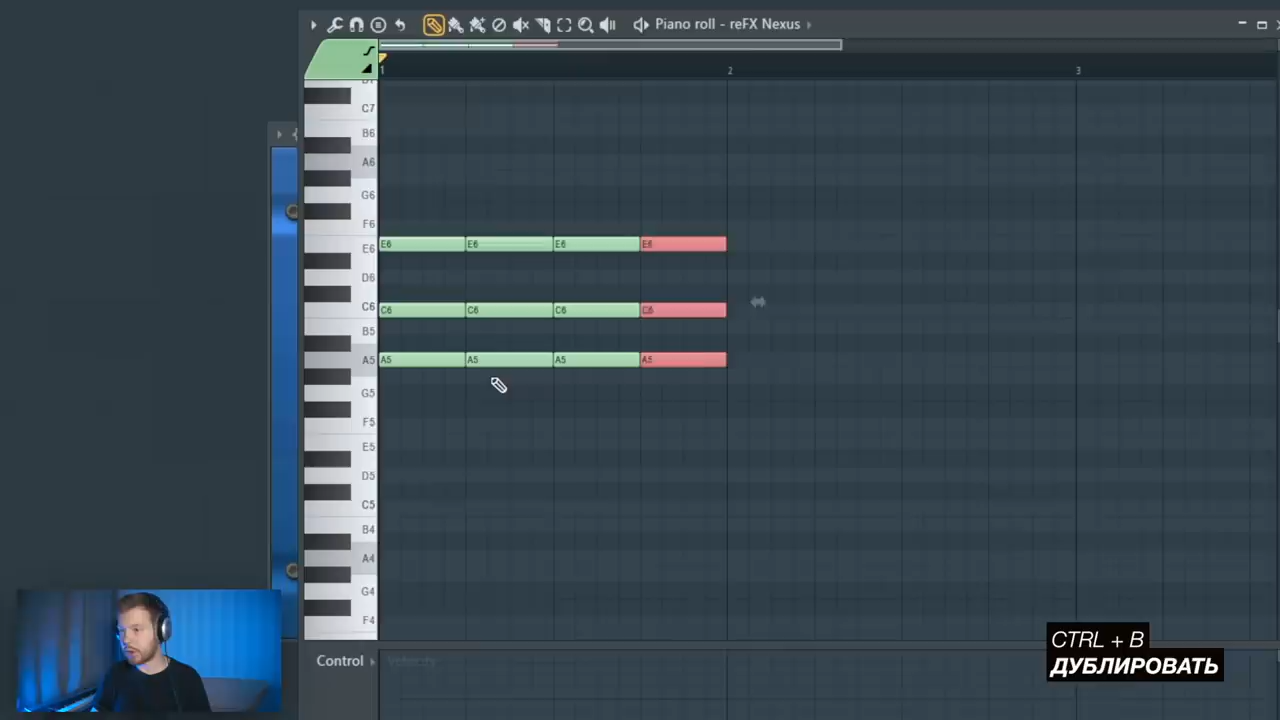 Piano roll - reFX Nexus
1
2
3
C7
B6
A6
G6
F6
E6
D6
C6
B5
A5
G5
F5
E5
D5
C5
B4
A4
G4
F4
E6 E6 E6 E6
C6 C6 C6 C6
A5 A5 A5 A5
Control
Velocity
CTRL + B
ДУБЛИРОВАТЬ